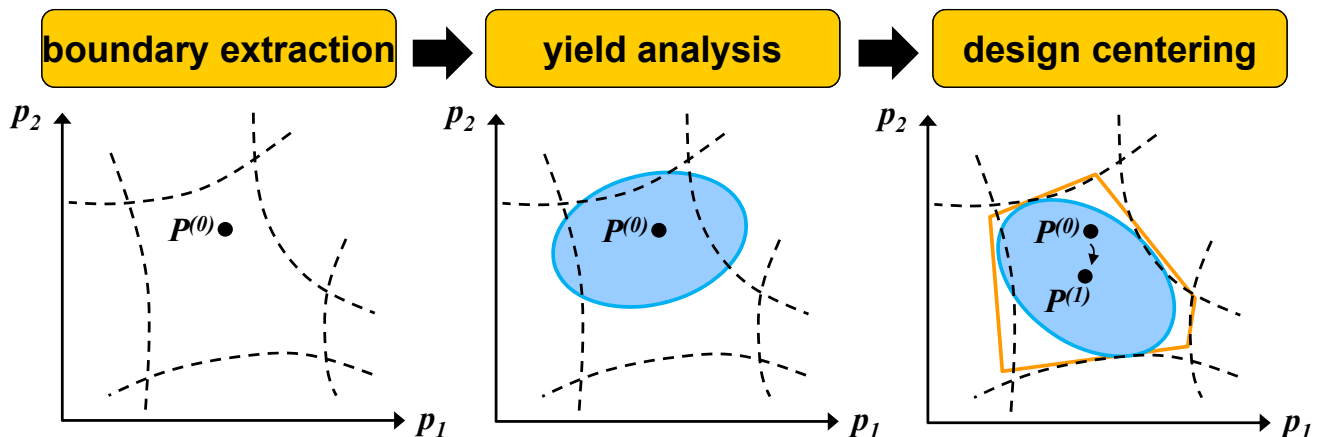 boundary extraction
yield analysis
design centering
p2
P(0)
p1
p2
P(0)
p1
p2
P(0)
P(1)
p1